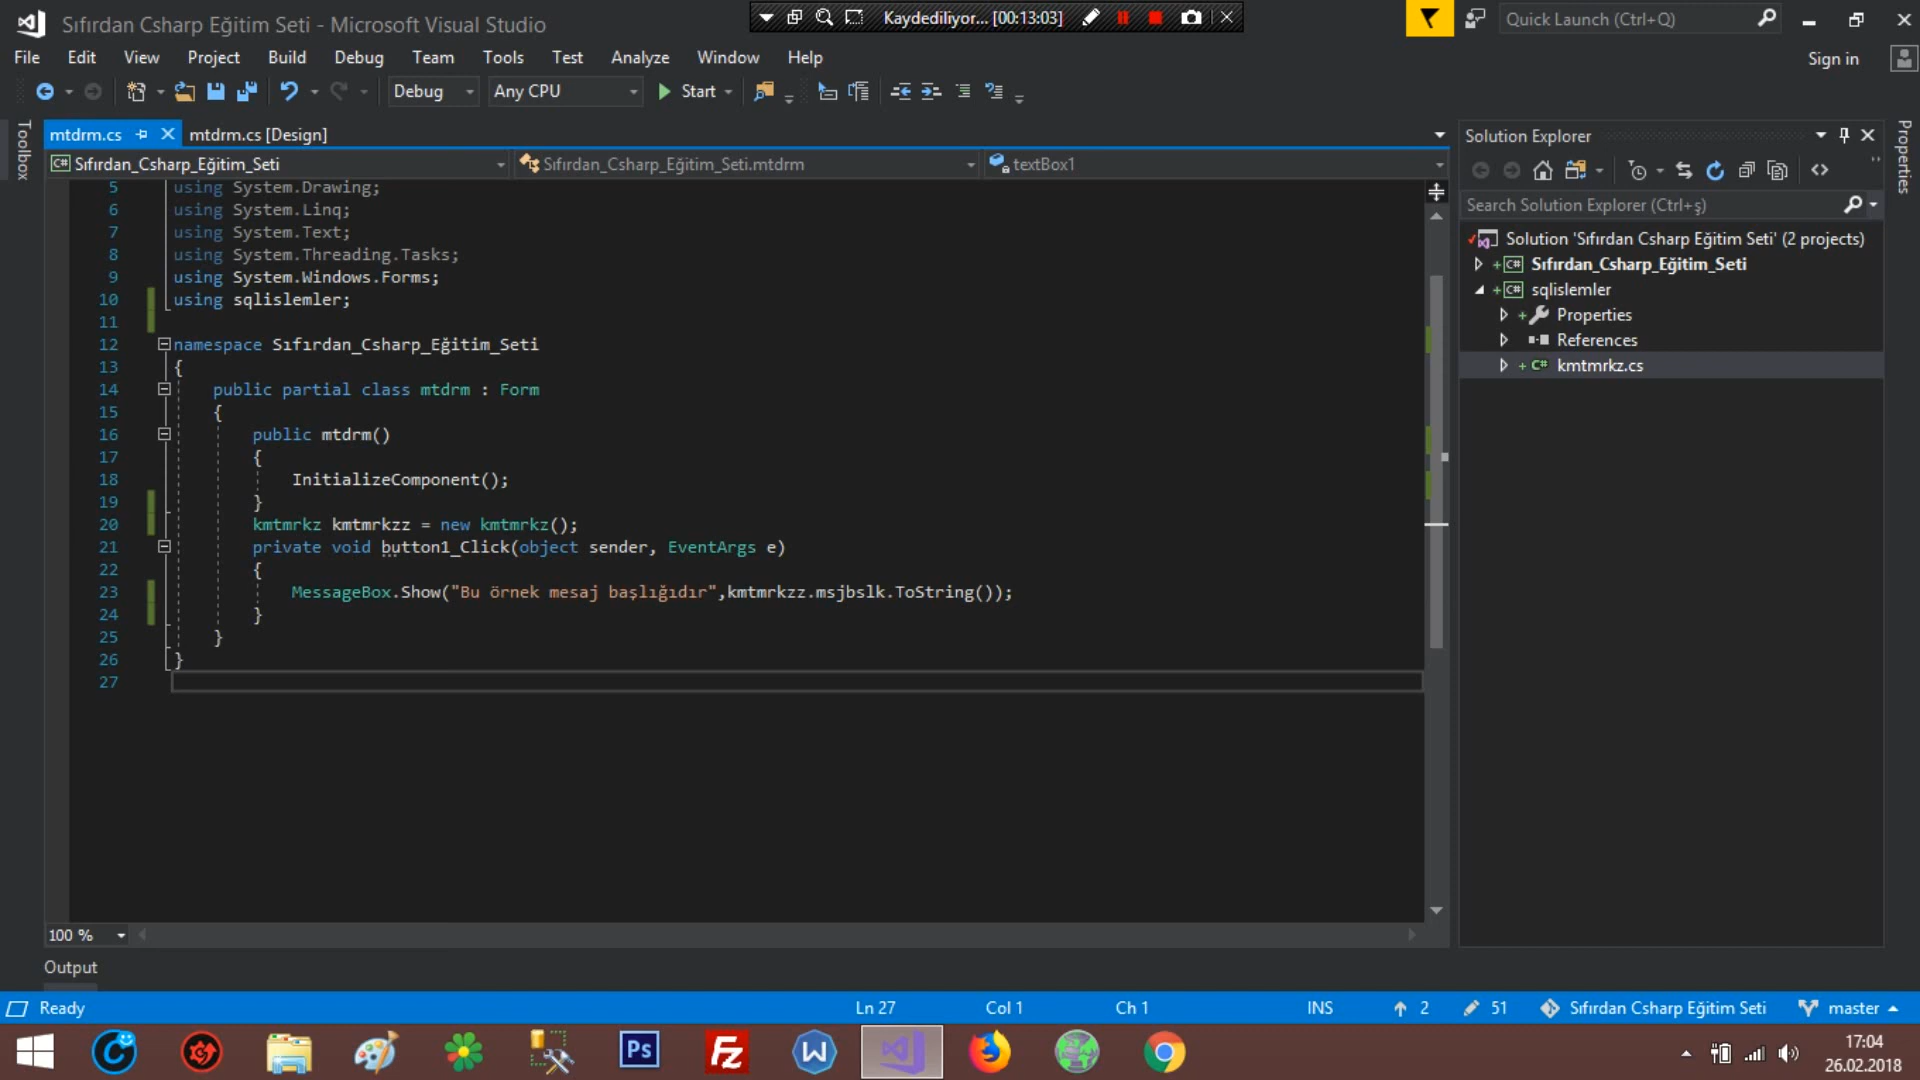 Sıfırdan Csharp Eğitim Seti - Microsoft Visual Studio
Kaydediliyor... [00:13:03]
Quick Launch (Ctrl+Q)
File Edit View Project Build Debug Team Tools Test Analyze Window Help
Sign in
Debug Any CPU Start
Toolbox
mtdrm.cs mtdrm.cs [Design]
Sıfırdan_Csharp_Eğitim_Seti Sıfırdan_Csharp_Eğitim_Seti.mtdrm textBox1
5 using System.Drawing;
6 using System.Linq;
7 using System.Text;
8 using System.Threading.Tasks;
9 using System.Windows.Forms;
10 using sqlislemler;
11
12 namespace Sıfırdan_Csharp_Eğitim_Seti
13 {
14 public partial class mtdrm : Form
15 {
16 public mtdrm()
17 {
18 InitializeComponent();
19 }
20 kmtmrkz kmtmrkzz = new kmtmrkz();
21 private void button1_Click(object sender, EventArgs e)
22 {
23 MessageBox.Show("Bu örnek mesaj başlığıdır",kmtmrkzz.msjbslk.ToString());
24 }
25 }
26 }
27
100 %
Output
Solution Explorer
Search Solution Explorer (Ctrl+ş)
Solution 'Sıfırdan Csharp Eğitim Seti' (2 projects)
Sıfırdan_Csharp_Eğitim_Seti
sqlislemler
Properties
References
kmtmrkz.cs
Properties
Ready Ln 27 Col 1 Ch 1 INS 2 51 Sıfırdan Csharp Eğitim Seti master
Ps
Fz
W
17:04
26.02.2018